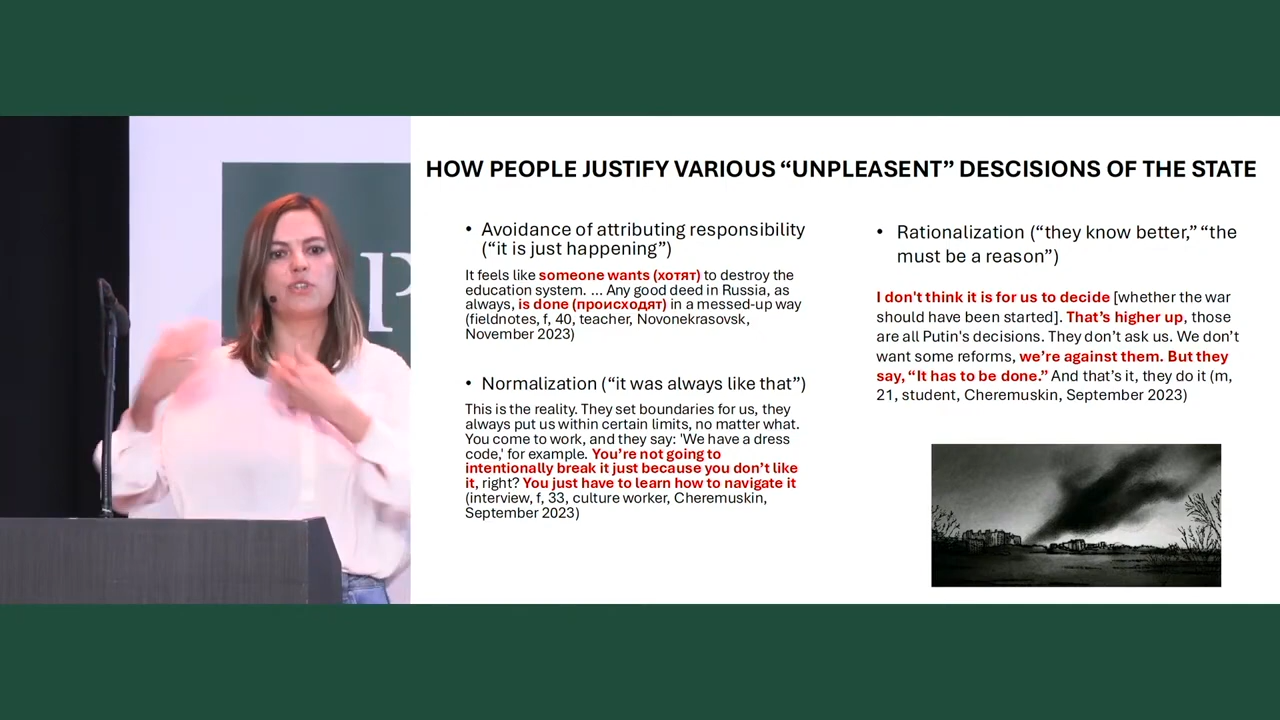 HOW PEOPLE JUSTIFY VARIOUS “UNPLEASENT” DESCISIONS OF THE STATE
• Avoidance of attributing responsibility
(“it is just happening”)
It feels like someone wants (хотят) to destroy the
education system. ... Any good deed in Russia, as
always, is done (происходят) in a messed-up way
(fieldnotes, f, 40, teacher, Novonekrasovsk,
November 2023)
• Normalization (“it was always like that”)
This is the reality. They set boundaries for us, they
always put us within certain limits, no matter what.
You come to work, and they say: 'We have a dress
code,' for example. You’re not going to
intentionally break it just because you don’t like
it, right? You just have to learn how to navigate it
(interview, f, 33, culture worker, Cheremuskin,
September 2023)
• Rationalization (“they know better,” “the
must be a reason”)
I don't think it is for us to decide [whether the war
should have been started]. That’s higher up, those
are all Putin's decisions. They don’t ask us. We don’t
want some reforms, we’re against them. But they
say, “It has to be done.” And that’s it, they do it (m,
21, student, Cheremuskin, September 2023)
P